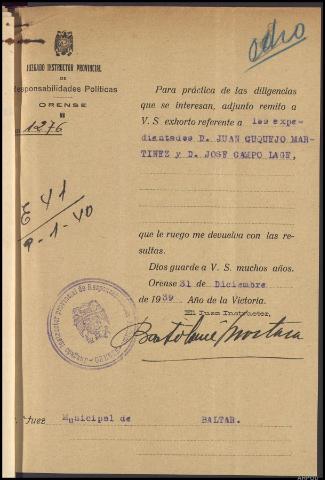 otro
JUZGADO INSTRUCTOR PROVINCIAL
DE
Responsabilidades Políticas
ORENSE
1276
Para práctica de las diligencias
que se interesan, adjunto remito a
V. S exhorto referente a los expe-
dientados D. JUAN CUQUEJO MAR-
TINEZ y D. JOSE CAMPO LAGE,
E 41
9-1-40
que le ruego me devuelva con las re-
sultas.
Dios guarde a V. S. muchos años.
Orense 31 de Diciembre
de 1939 Año de la Victoria.
El Juez Instructor,
Juez Municipal de BALTAR.